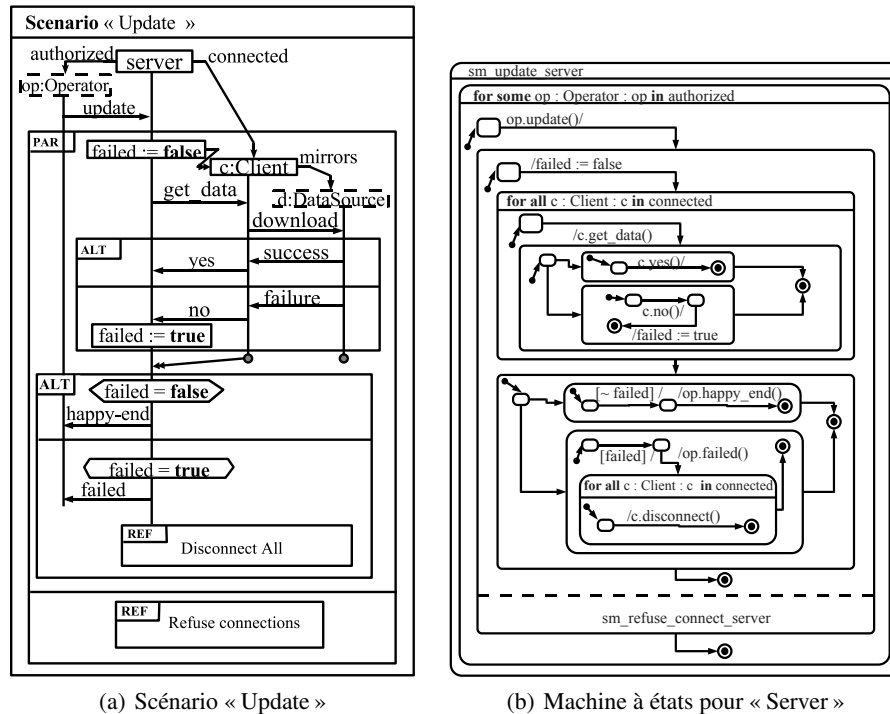 Scenario « Update »
authorized
server
connected
op:Operator
update
PAR
failed := false
c:Client
mirrors
get_data
d:DataSource
download
ALT
success
yes
failure
no
failed := true
ALT
failed = false
happy-end
failed = true
failed
REF
Disconnect All
REF
Refuse connections
(a) Scénario « Update »
sm_update_server
for some op : Operator : op in authorized
op.update()/
/failed := false
for all c : Client : c in connected
/c.get_data()
c.yes()/
c.no()/
/failed := true
[~ failed] /
/op.happy_end()
[failed] /
/op.failed()
for all c : Client : c in connected
/c.disconnect()
sm_refuse_connect_server
(b) Machine à états pour « Server »